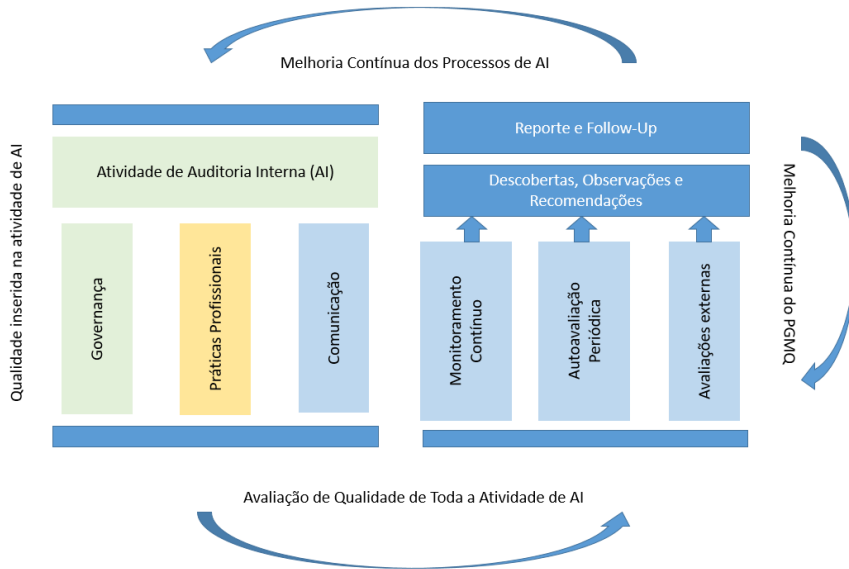 Melhoria Contínua dos Processos de AI
Qualidade inserida na atividade de AI
Atividade de Auditoria Interna (AI)
Governança
Práticas Profissionais
Comunicação
Reporte e Follow-Up
Descobertas, Observações e
Recomendações
Monitoramento
Contínuo
Autoavaliação
Periódica
Avaliações externas
Melhoria Contínua do PGMQ
Avaliação de Qualidade de Toda a Atividade de AI